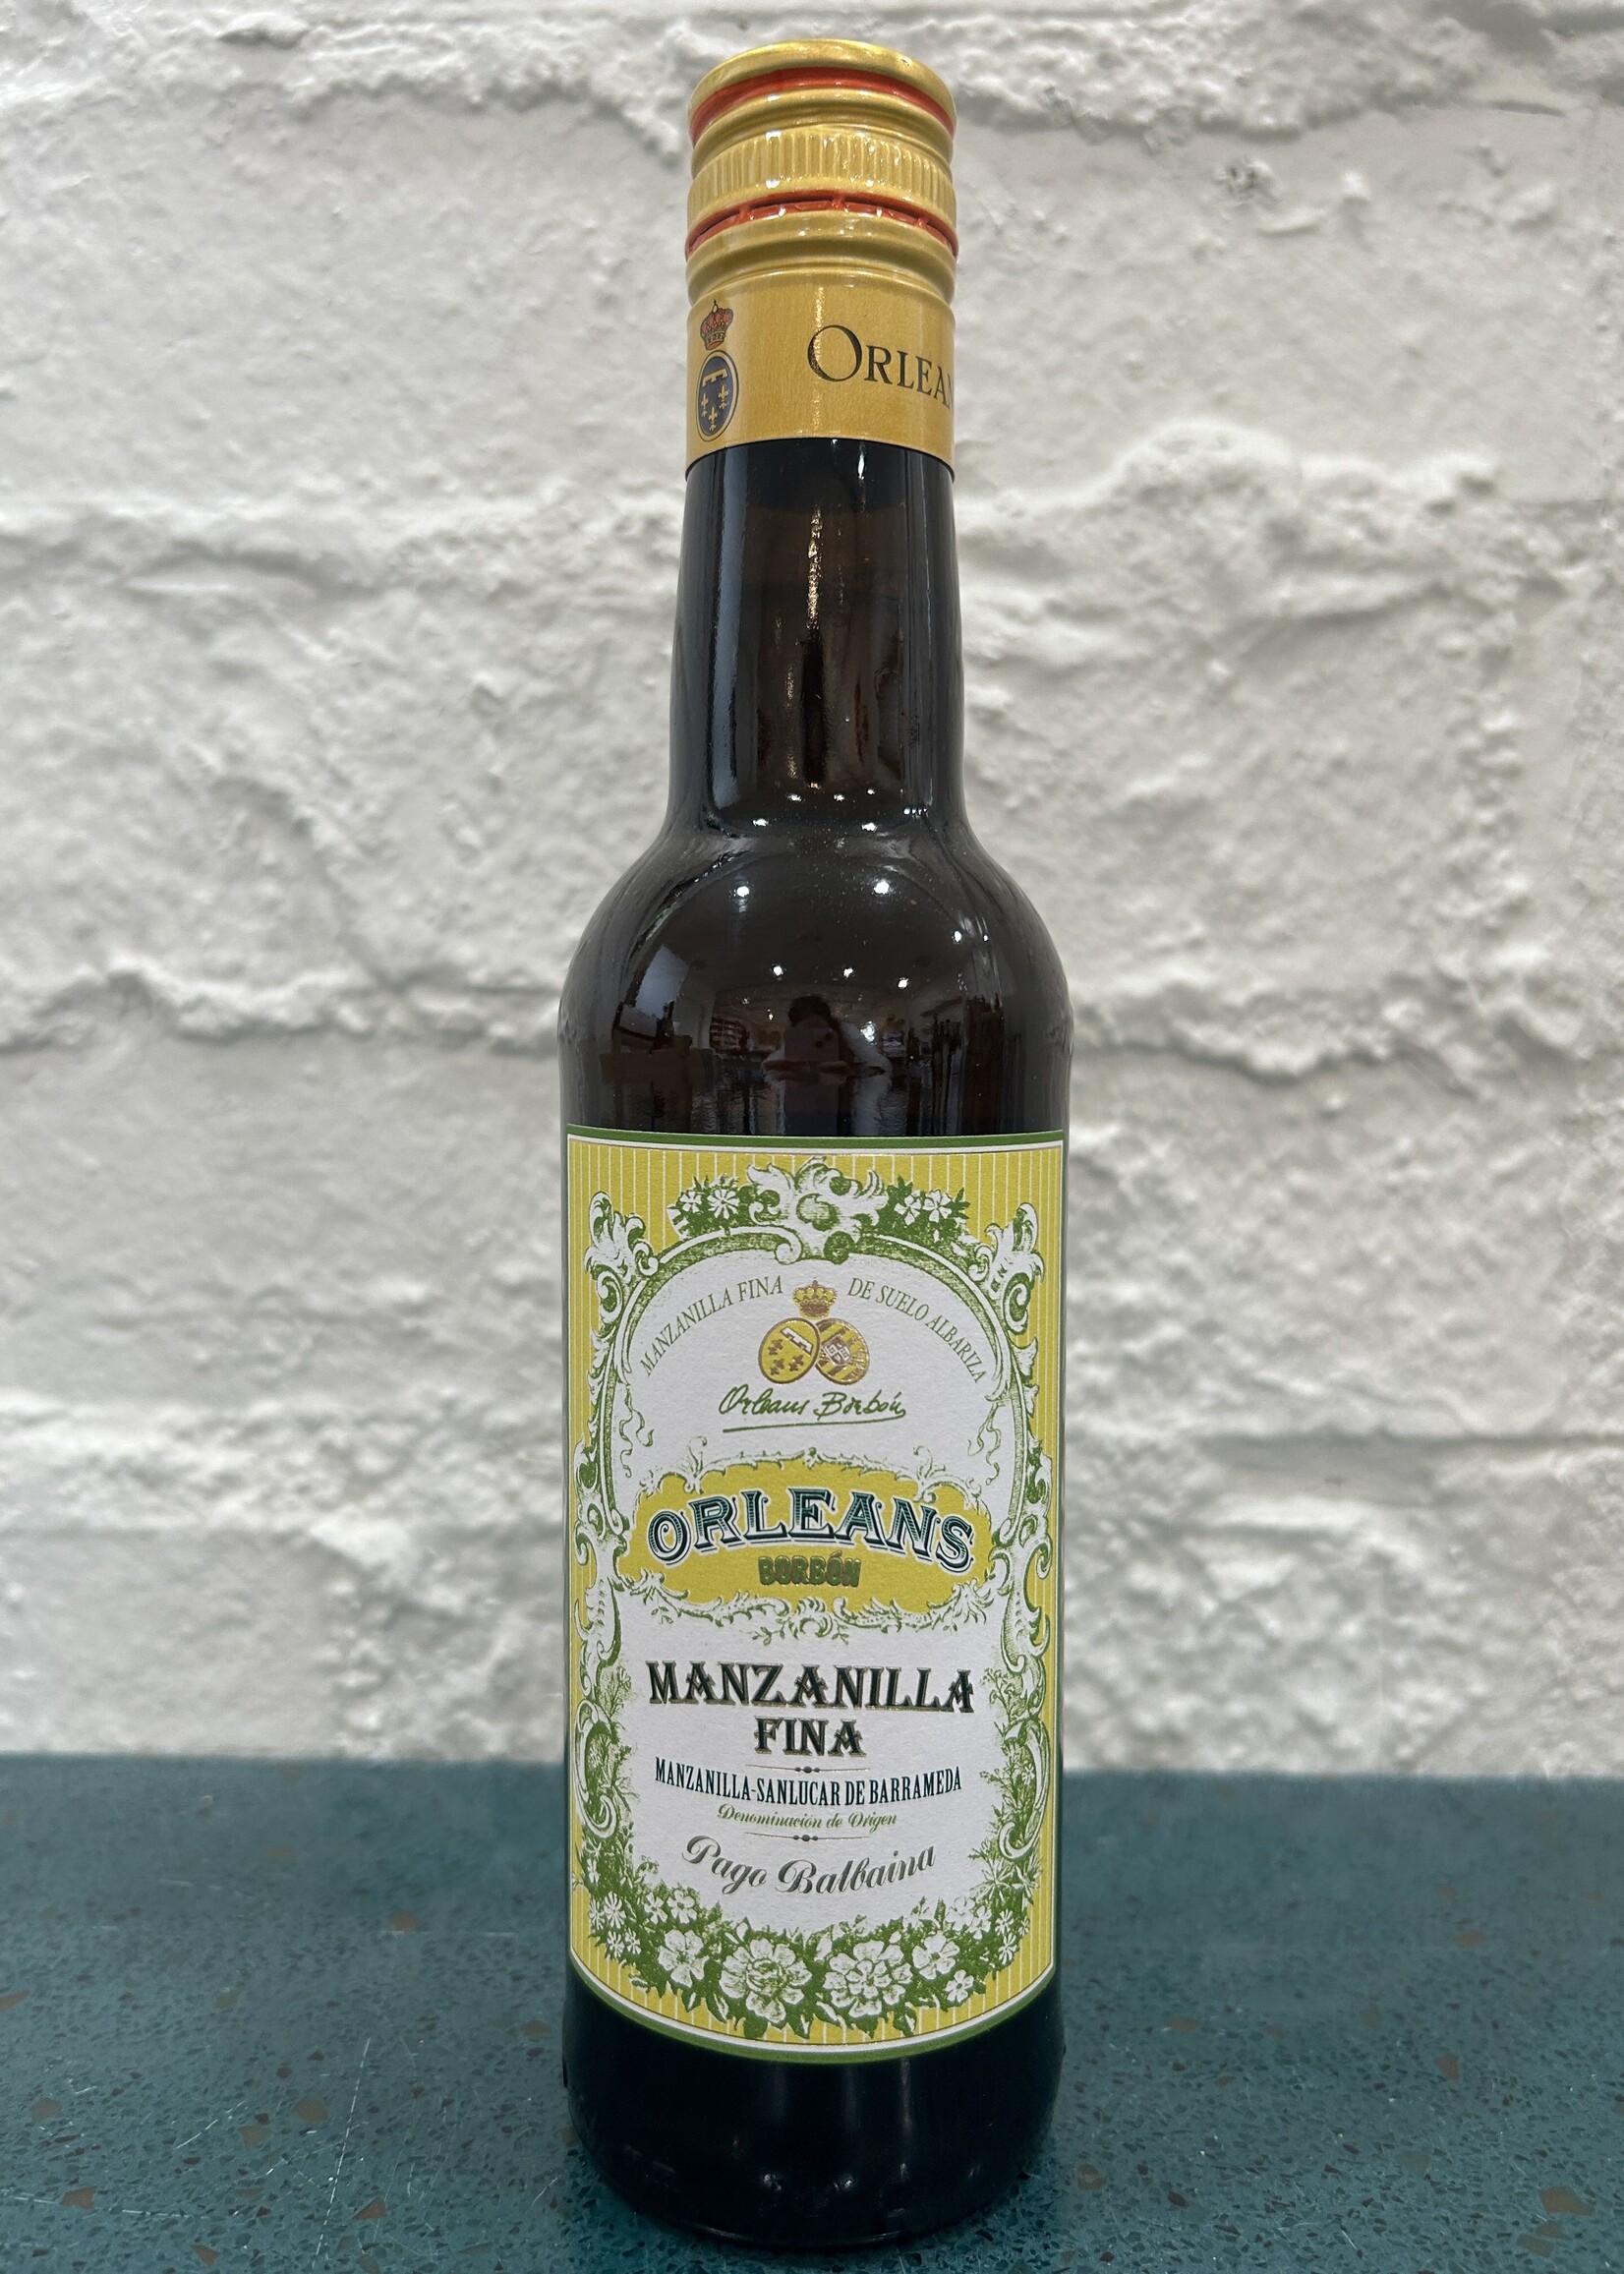 ORLEAN
MANZANILLA FINA DE SUELO ALBARIZA
Orleans Borbón
ORLEANS
BORBÓN
MANZANILLA
FINA
MANZANILLA-SANLUCAR DE BARRAMEDA
Denominación de Origen
Pago Balbaina